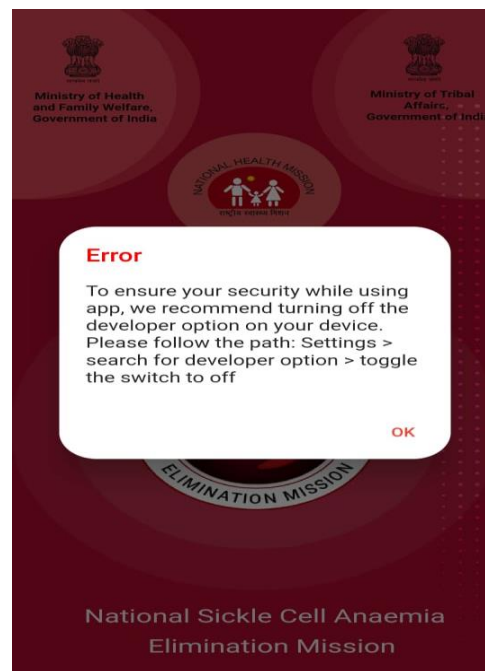 Ministry of Health
and Family Welfare,
Government of India
Ministry of Tribal
Affairs,
Government of Indi
NATIONAL HEALTH MISSION
राष्ट्रीय स्वास्थ्य मिशन
Error
To ensure your security while using
app, we recommend turning off the
developer option on your device.
Please follow the path: Settings >
search for developer option > toggle
the switch to off
OK
ELIMINATION MISSION
National Sickle Cell Anaemia
Elimination Mission